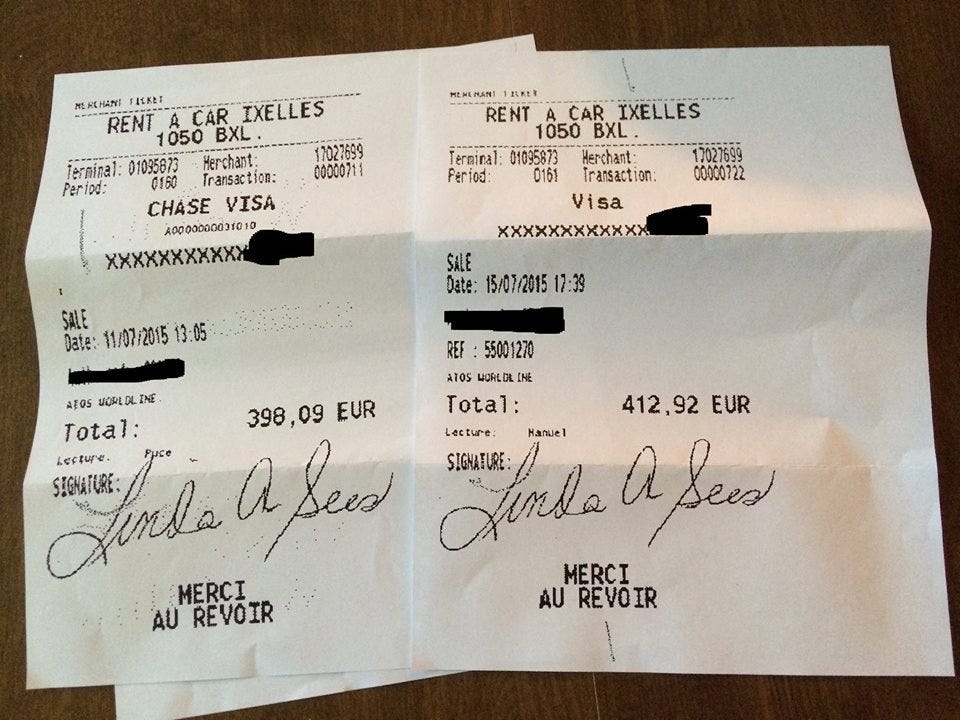 MERCHANT TICKET
RENT A CAR IXELLES
1050 BXL.
Terminal: 01095873 Merchant: 17027699
Period: 0160 Transaction: 00000711
CHASE VISA
A0000000031010
XXXXXXXXXXXX
SALE
Date: 11/07/2015 13:05
ATOS WORLDLINE
Total: 398,09 EUR
Lecture: Puce
SIGNATURE:
Linda A Sees
MERCI
AU REVOIR
MERCHANT TICKET
RENT A CAR IXELLES
1050 BXL.
Terminal: 01095873 Merchant: 17027699
Period: 0161 Transaction: 00000722
Visa
XXXXXXXXXXXX
SALE
Date: 15/07/2015 17:39
REF : 55001270
ATOS WORLDLINE
Total: 412,92 EUR
Lecture: Manuel
SIGNATURE:
Linda A Sees
MERCI
AU REVOIR